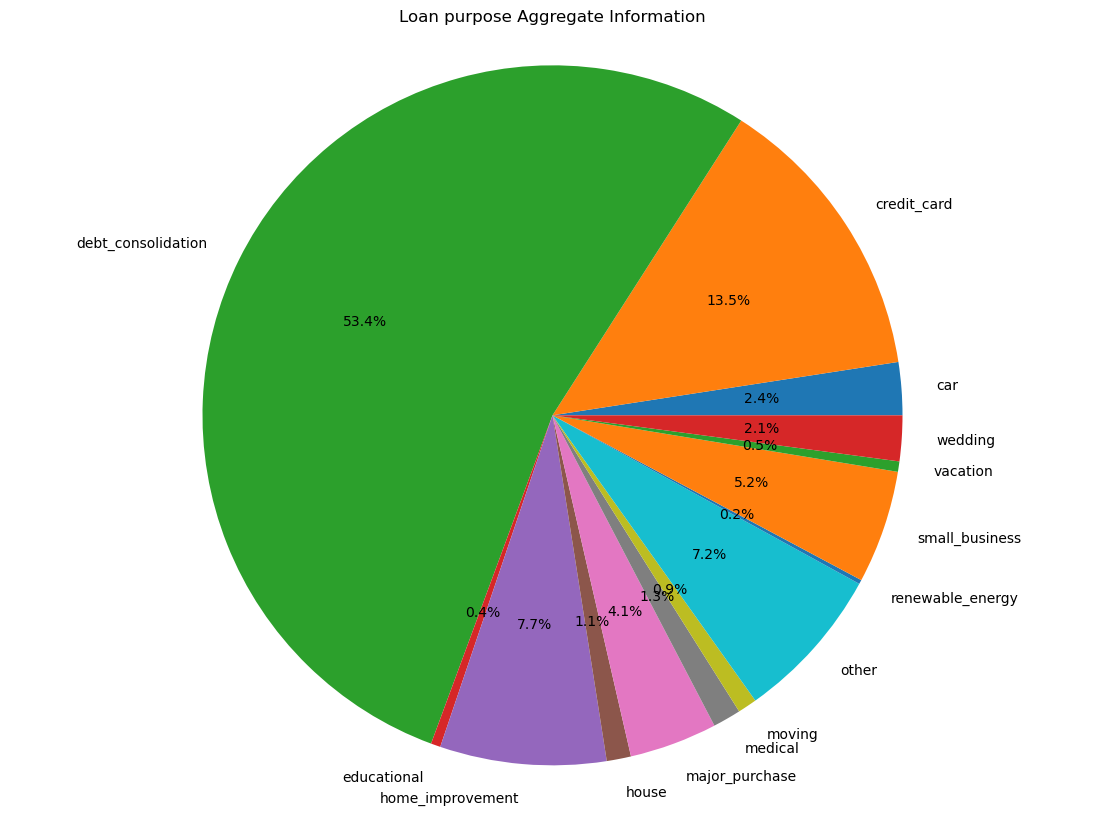 Loan purpose Aggregate Information
credit_card
debt_consolidation
13.5%
53.4%
car
2.4%
2.1%
wedding
0.5%
vacation
5.2%
0.2%
small_business
7.2%
renewable_energy
0.9%
1.3%
0.4%
4.1%
1.1%
7.7%
other
moving
medical
educational
major_purchase
home_improvement
house